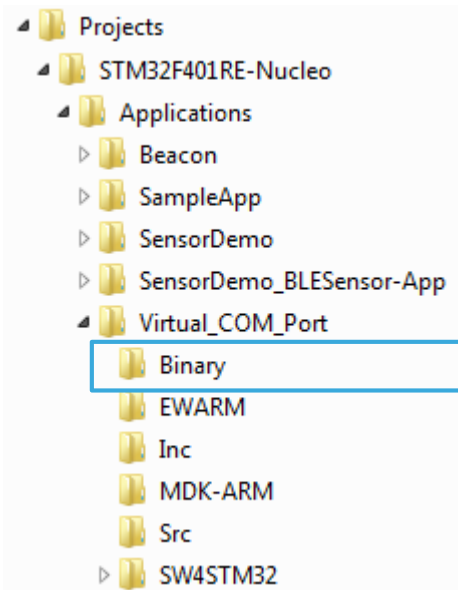 Projects
STM32F401RE-Nucleo
Applications
Beacon
SampleApp
SensorDemo
SensorDemo_BLESensor-App
Virtual_COM_Port
Binary
EWARM
Inc
MDK-ARM
Src
SW4STM32